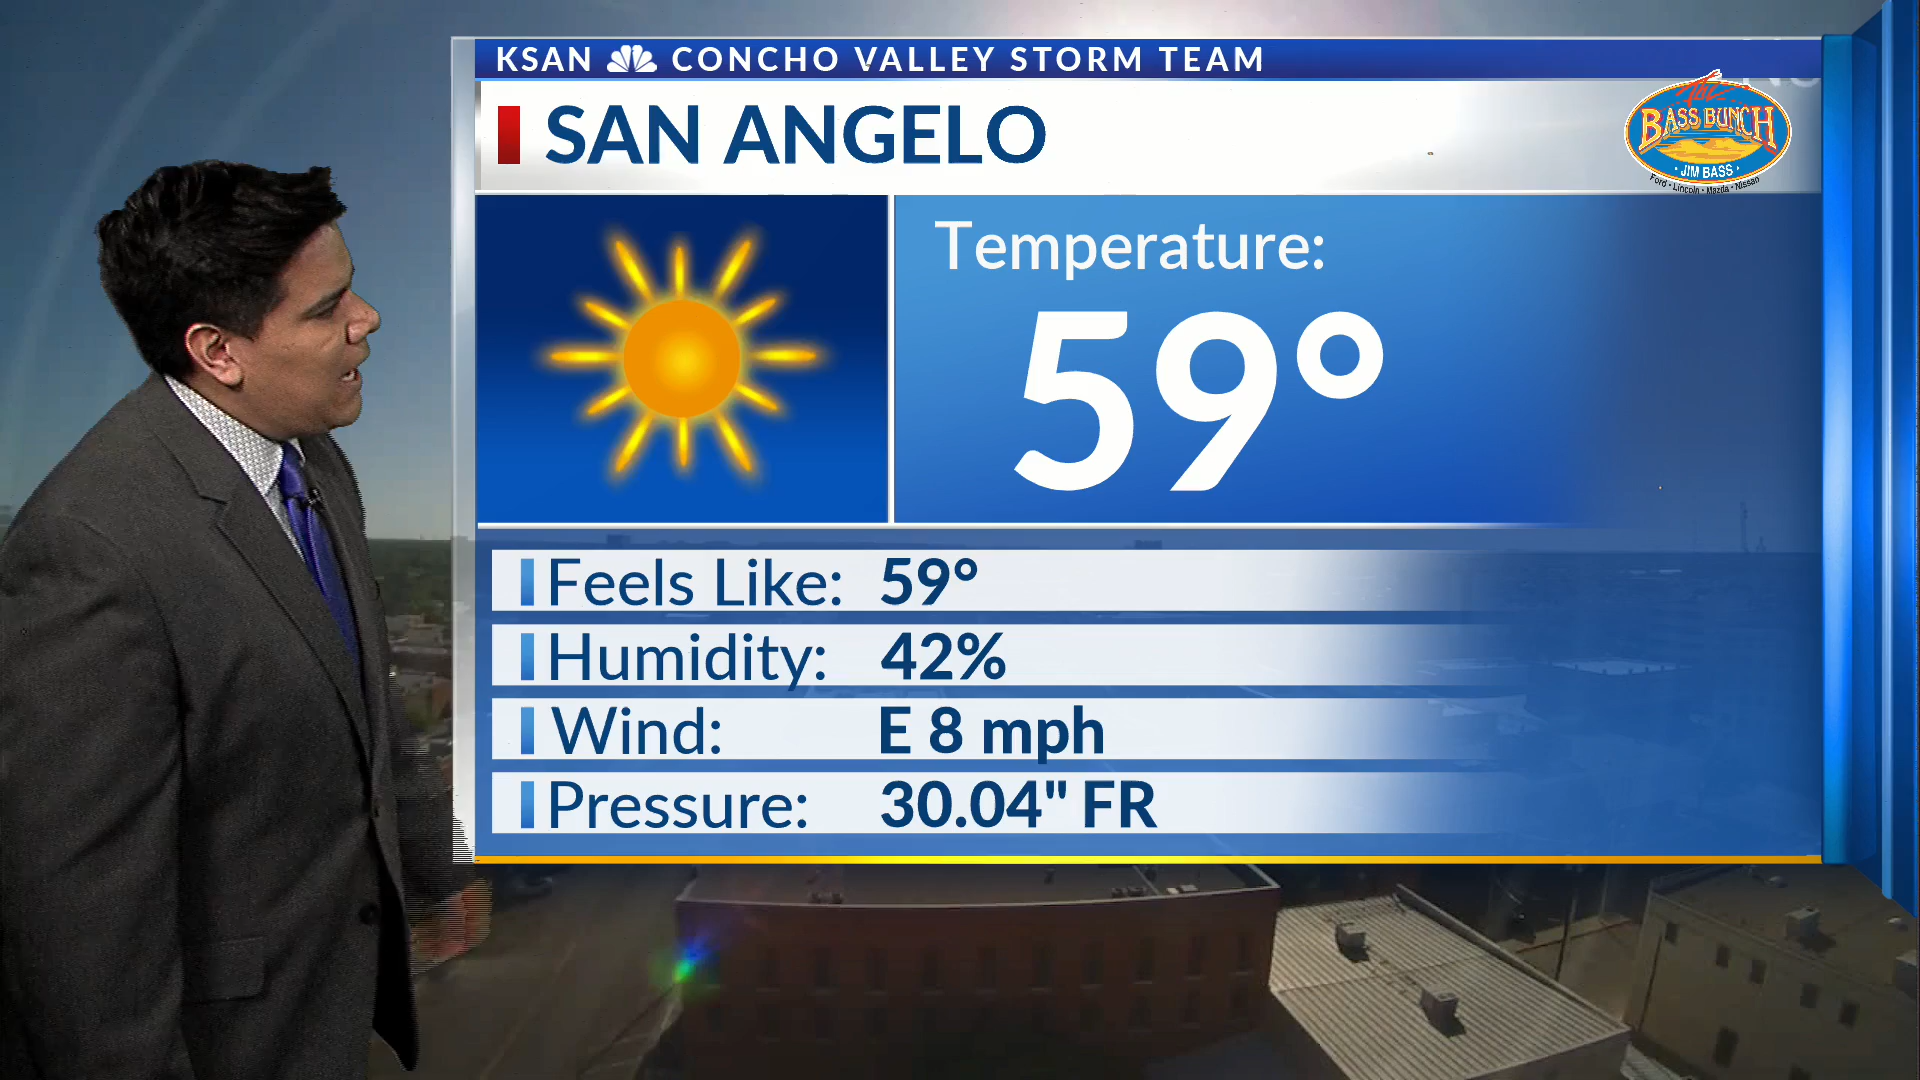 KSAN CONCHO VALLEY STORM TEAM
SAN ANGELO
The
BASS BUNCH
• JIM BASS •
Ford • Lincoln • Mazda • Nissan
Temperature:
59°
Feels Like: 59°
Humidity: 42%
Wind: E 8 mph
Pressure: 30.04" FR